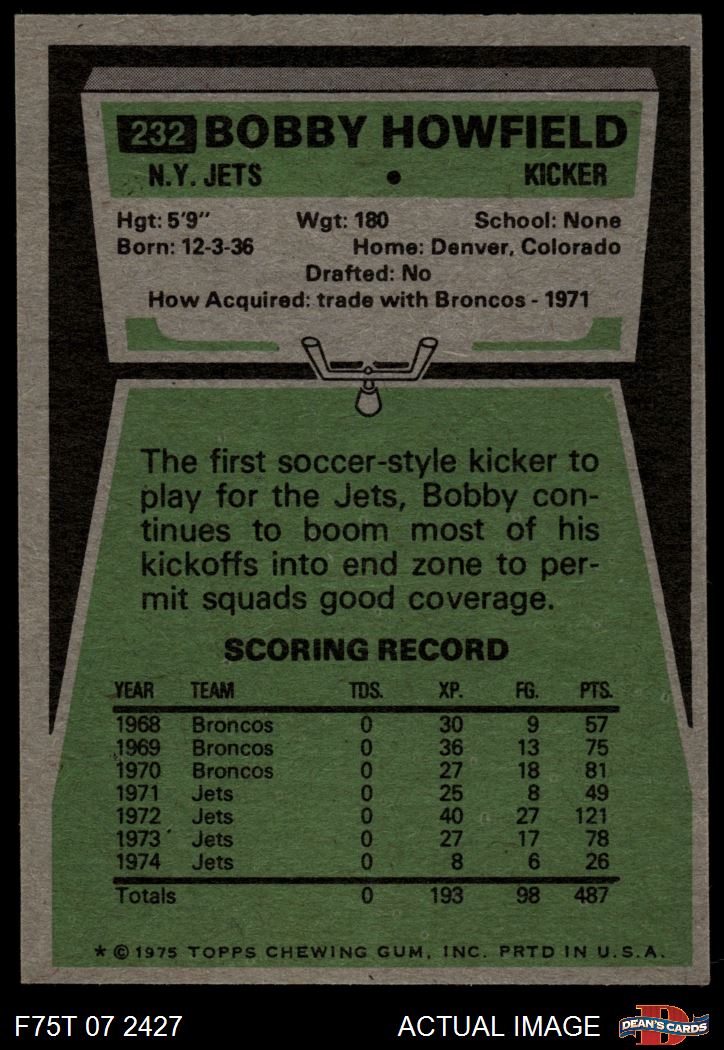 232 BOBBY HOWFIELD
N.Y. JETS • KICKER
Hgt: 5'9" Wgt: 180 School: None
Born: 12-3-36 Home: Denver, Colorado
Drafted: No
How Acquired: trade with Broncos - 1971
The first soccer-style kicker to
play for the Jets, Bobby con-
tinues to boom most of his
kickoffs into end zone to per-
mit squads good coverage.
SCORING RECORD
YEAR TEAM TDS. XP. FG. PTS.
1968 Broncos 0 30 9 57
1969 Broncos 0 36 13 75
1970 Broncos 0 27 18 81
1971 Jets 0 25 8 49
1972 Jets 0 40 27 121
1973 Jets 0 27 17 78
1974 Jets 0 8 6 26
Totals 0 193 98 487
* © 1975 TOPPS CHEWING GUM, INC. PRTD IN U.S.A.
F75T 07 2427 ACTUAL IMAGE D DEAN'S CARDS